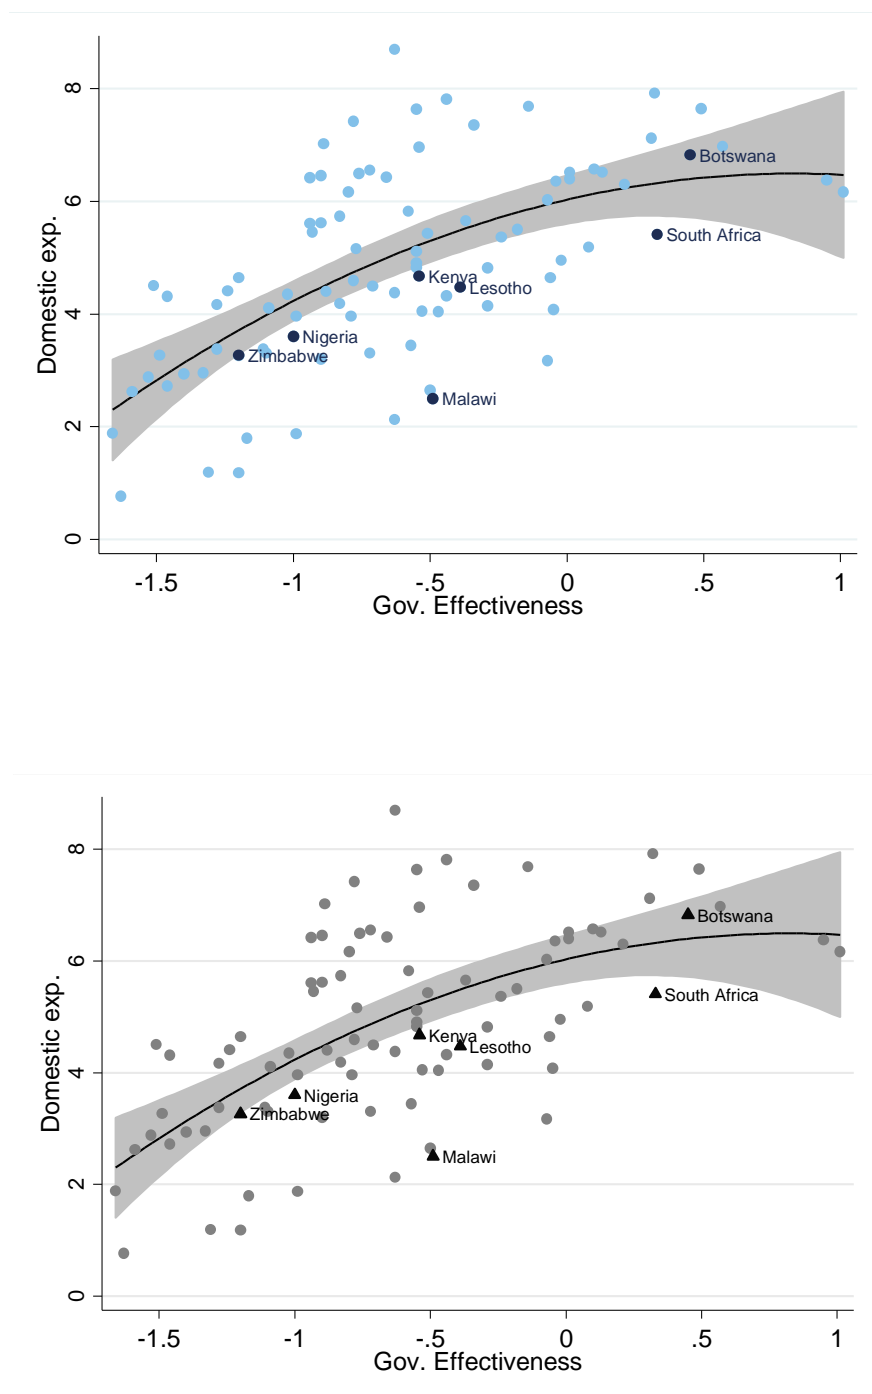 8
6
4
2
0
Domestic exp.
Botswana
South Africa
Kenya
Lesotho
Nigeria
Zimbabwe
Malawi
-1.5 -1 -.5 0 .5 1
Gov. Effectiveness
8
6
4
2
0
Domestic exp.
Botswana
South Africa
Kenya
Lesotho
Nigeria
Zimbabwe
Malawi
-1.5 -1 -.5 0 .5 1
Gov. Effectiveness